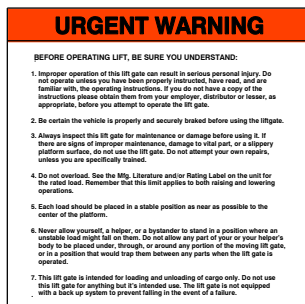 URGENT WARNING
BEFORE OPERATING LIFT, BE SURE YOU UNDERSTAND:
1. Improper operation of this lift gate can result in serious personal injury. Do
not operate unless you have been properly instructed, have read, and are
familiar with, the operating instructions. If you do not have a copy of the
instructions please obtain them from your employer, distributor or lesser, as
appropriate, before you attempt to operate the lift gate.
2. Be certain the vehicle is properly and securely braked before using the liftgate.
3. Always inspect this lift gate for maintenance or damage before using it. If
there are signs of improper maintenance, damage to vital part, or a slippery
platform surface, do not use the lift gate. Do not attempt your own repairs,
unless you are specifically trained.
4. Do not overload. See the Mfg. Literature and/or Rating Label on the unit for
the rated load. Remember that this limit applies to both raising and lowering
operations.
5. Each load should be placed in a stable position as near as possible to the
center of the platform.
6. Never allow yourself, a helper, or a bystander to stand in a position where an
unstable load might fall on them. Do not allow any part of your or your helper's
body to be placed under, through, or around any portion of the moving lift gate,
or in a position that would trap them between any parts when the lift gate is
operated.
7. This lift gate is intended for loading and unloading of cargo only. Do not use
this lift gate for anything but it's intended use. The lift gate is not equipped
with a back up system to prevent falling in the event of a failure.